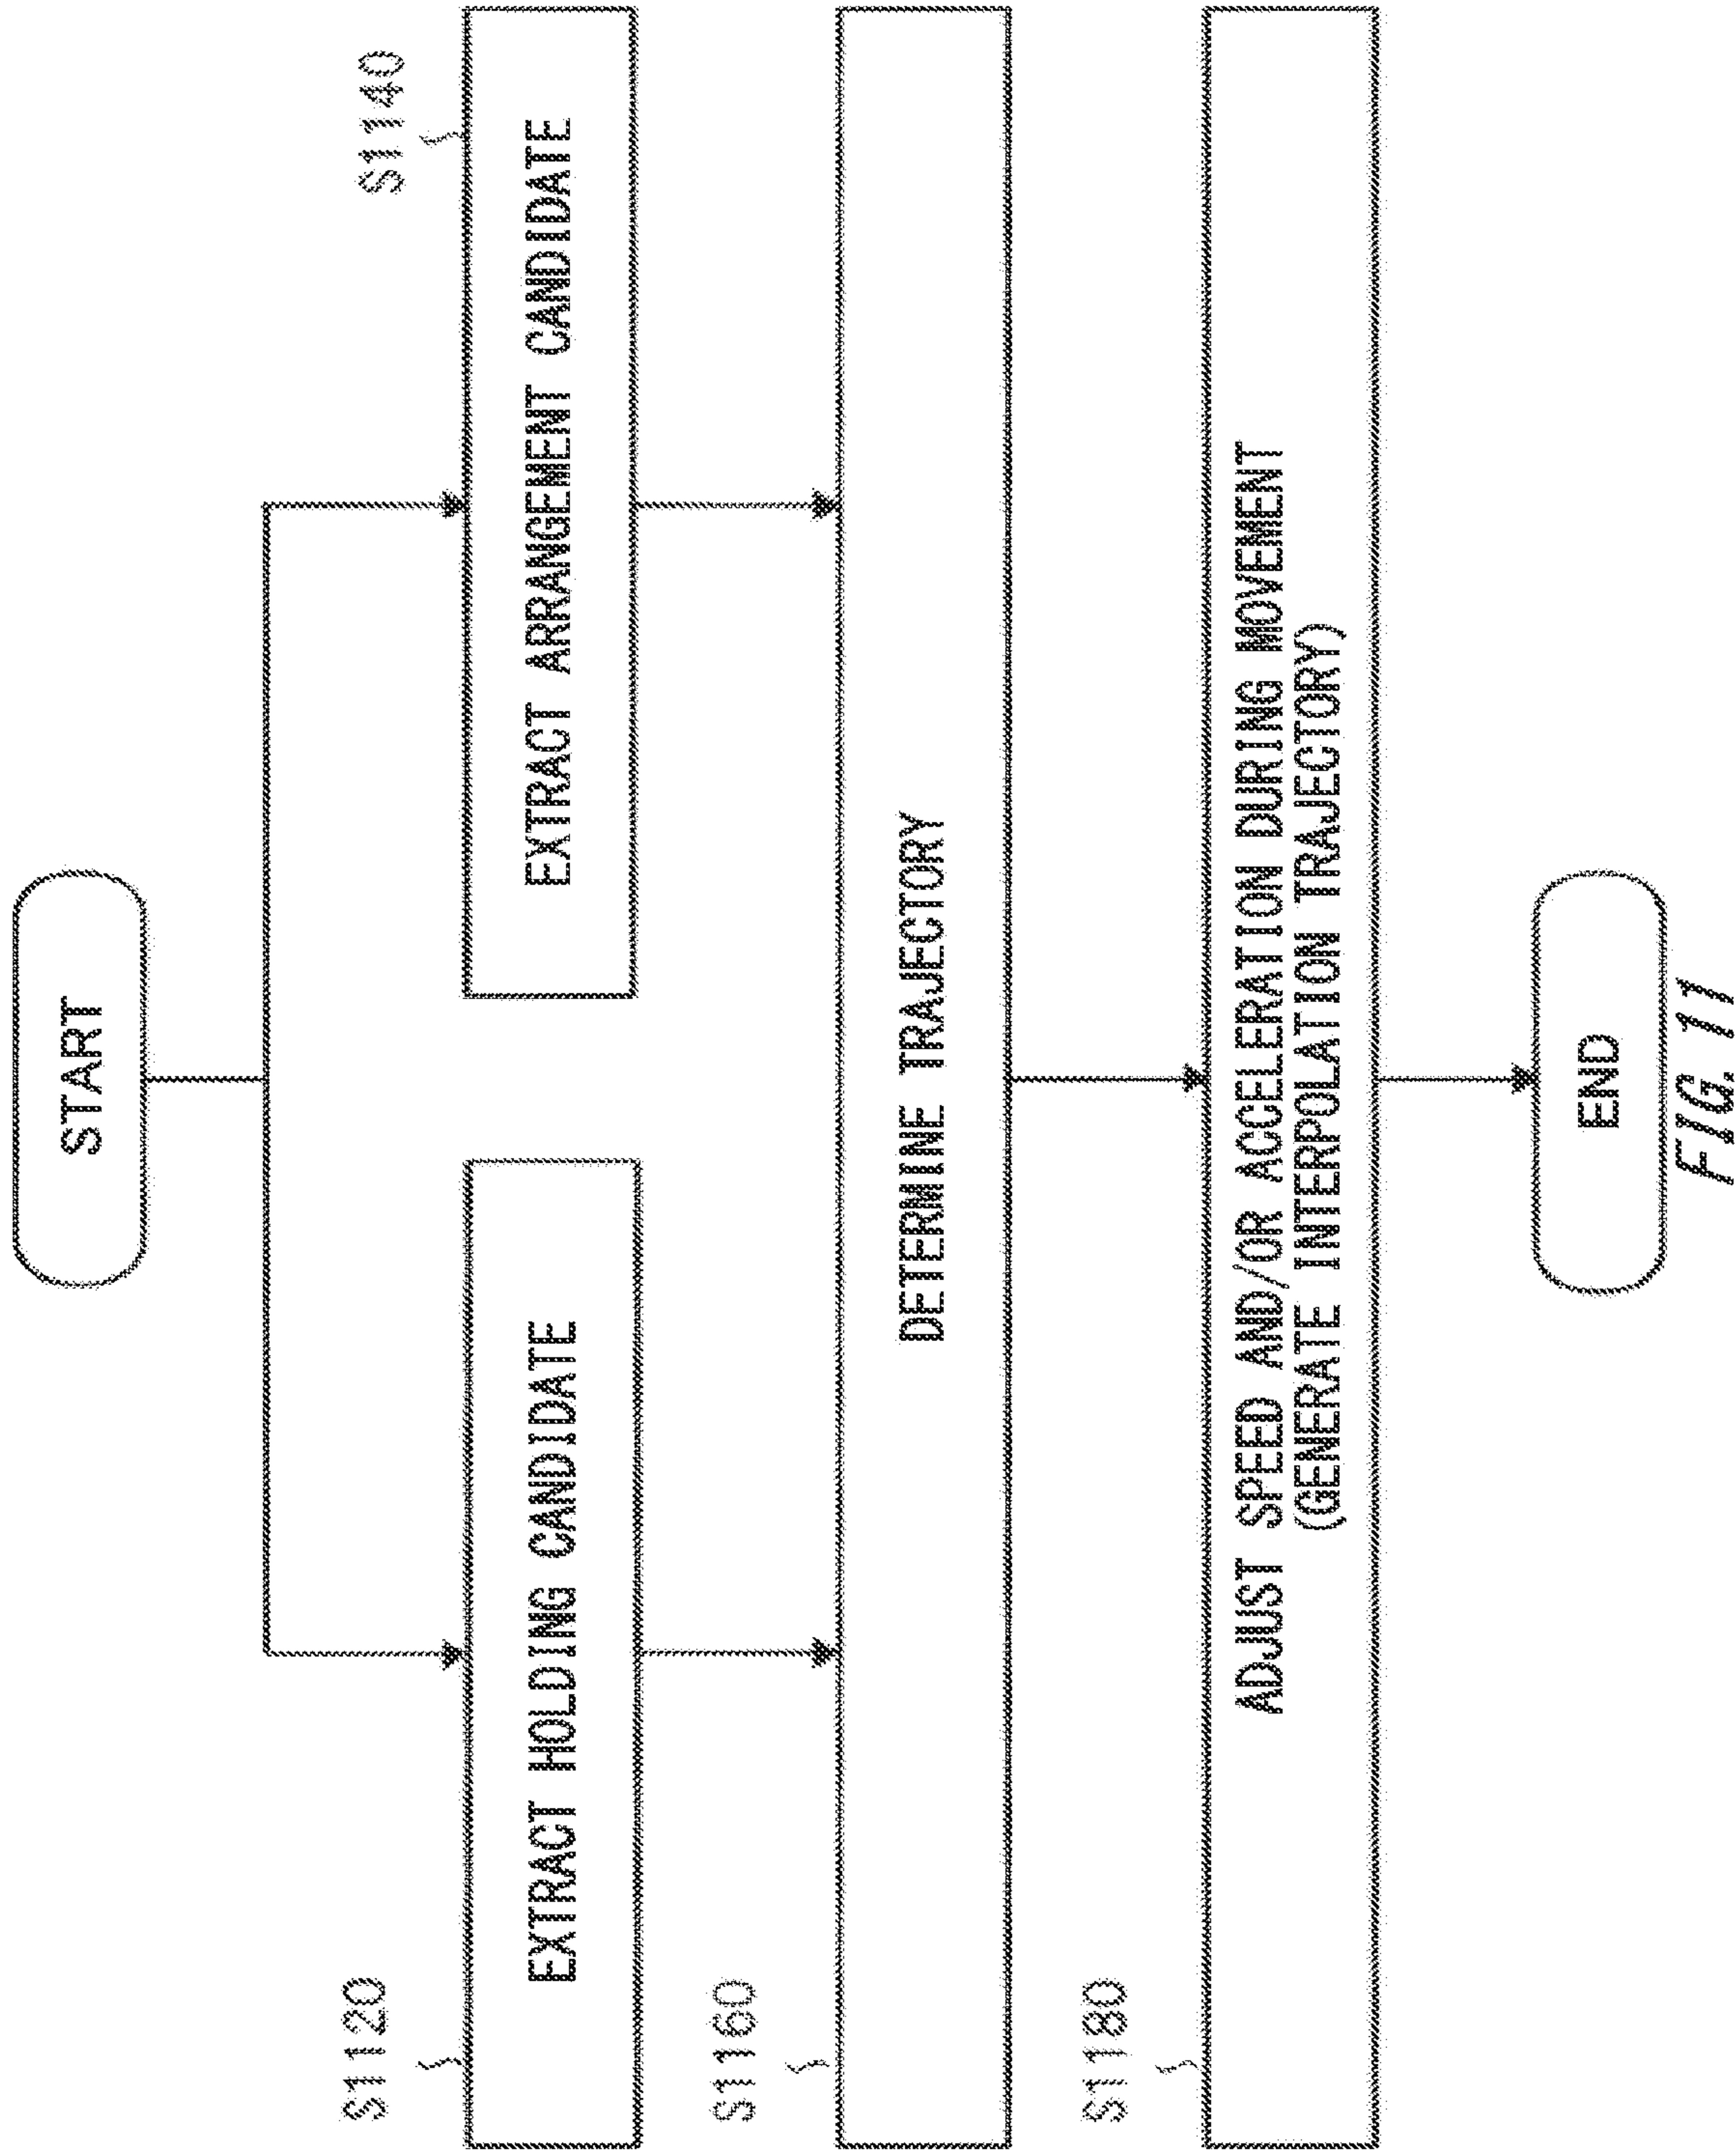 START
S1120
EXTRACT HOLDING CANDIDATE
S1140
EXTRACT ARRANGEMENT CANDIDATE
S1160
DETERMINE TRAJECTORY
S1180
ADJUST SPEED AND/OR ACCELERATION DURING MOVEMENT
(GENERATE INTERPOLATION TRAJECTORY)
END
FIG. 11